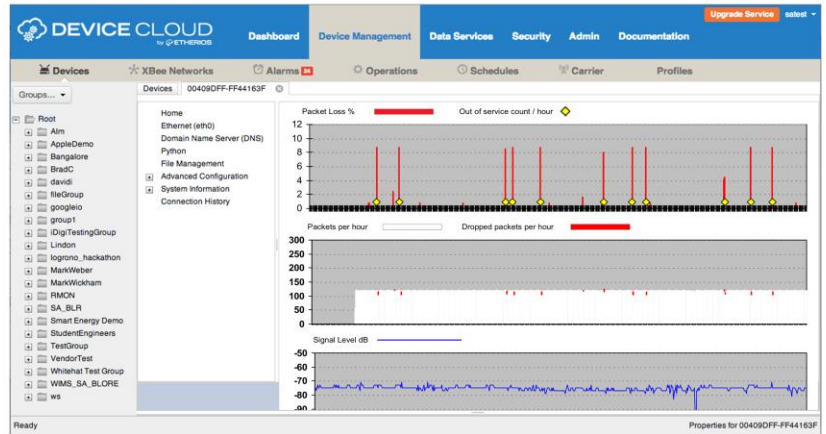 Upgrade Service satest
DEVICE CLOUD
by ETHERIOS
Dashboard Device Management Data Services Security Admin Documentation
Devices XBee Networks Alarms Operations Schedules Carrier Profiles
Groups...
Devices 00409DFF-FF44163F
Root
Alm
AppleDemo
Bangalore
BradC
davidi
fileGroup
googleio
group1
iDigiTestingGroup
Lindon
logrono_hackathon
MarkWeber
MarkWickham
RMON
SA_BLR
Smart Energy Demo
StudentEngineers
TestGroup
VendorTest
Whitehat Test Group
WIMS_SA_BLORE
ws
Home
Ethernet (eth0)
Domain Name Server (DNS)
Python
File Management
Advanced Configuration
System Information
Connection History
Packet Loss % Out of service count / hour
12
10
8
6
4
2
0
Packets per hour Dropped packets per hour
300
250
200
150
100
50
0
Signal Level dB
-50
-60
-70
-80
-90
Ready Properties for 00409DFF-FF44163F